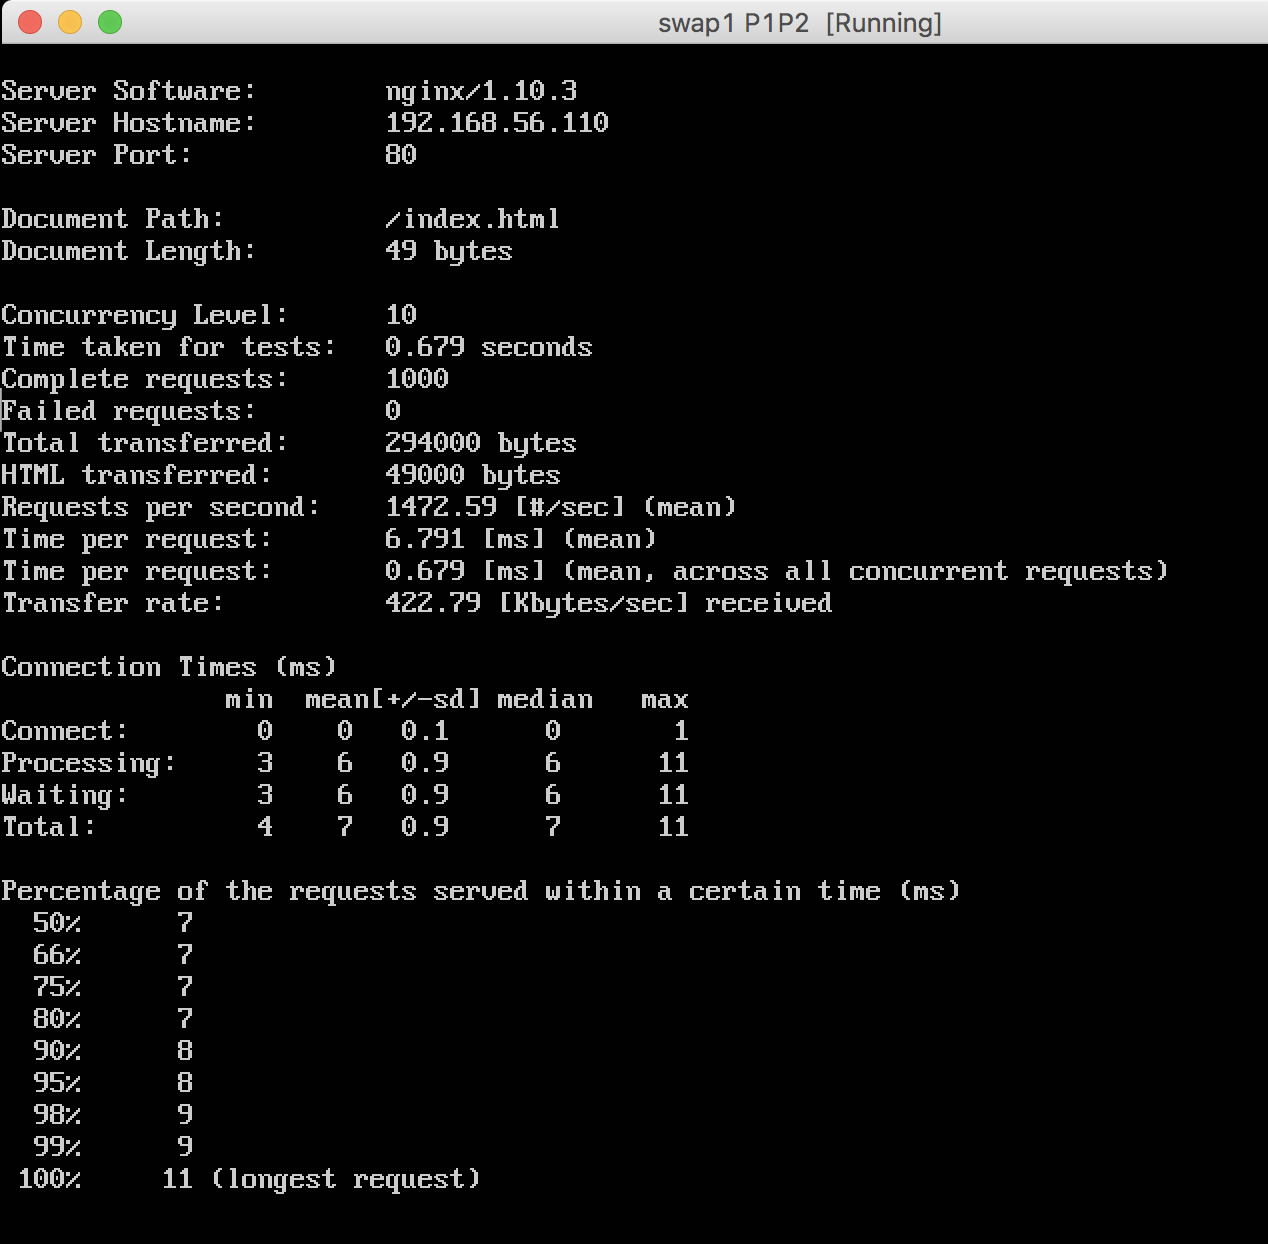 swap1 P1P2 [Running]
Server Software: nginx/1.10.3
Server Hostname: 192.168.56.110
Server Port: 80
Document Path: /index.html
Document Length: 49 bytes
Concurrency Level: 10
Time taken for tests: 0.679 seconds
Complete requests: 1000
Failed requests: 0
Total transferred: 294000 bytes
HTML transferred: 49000 bytes
Requests per second: 1472.59 [#/sec] (mean)
Time per request: 6.791 [ms] (mean)
Time per request: 0.679 [ms] (mean, across all concurrent requests)
Transfer rate: 422.79 [Kbytes/sec] received
Connection Times (ms)
min mean[+/-sd] median max
Connect: 0 0 0.1 0 1
Processing: 3 6 0.9 6 11
Waiting: 3 6 0.9 6 11
Total: 4 7 0.9 7 11
Percentage of the requests served within a certain time (ms)
50% 7
66% 7
75% 7
80% 7
90% 8
95% 8
98% 9
99% 9
100% 11 (longest request)